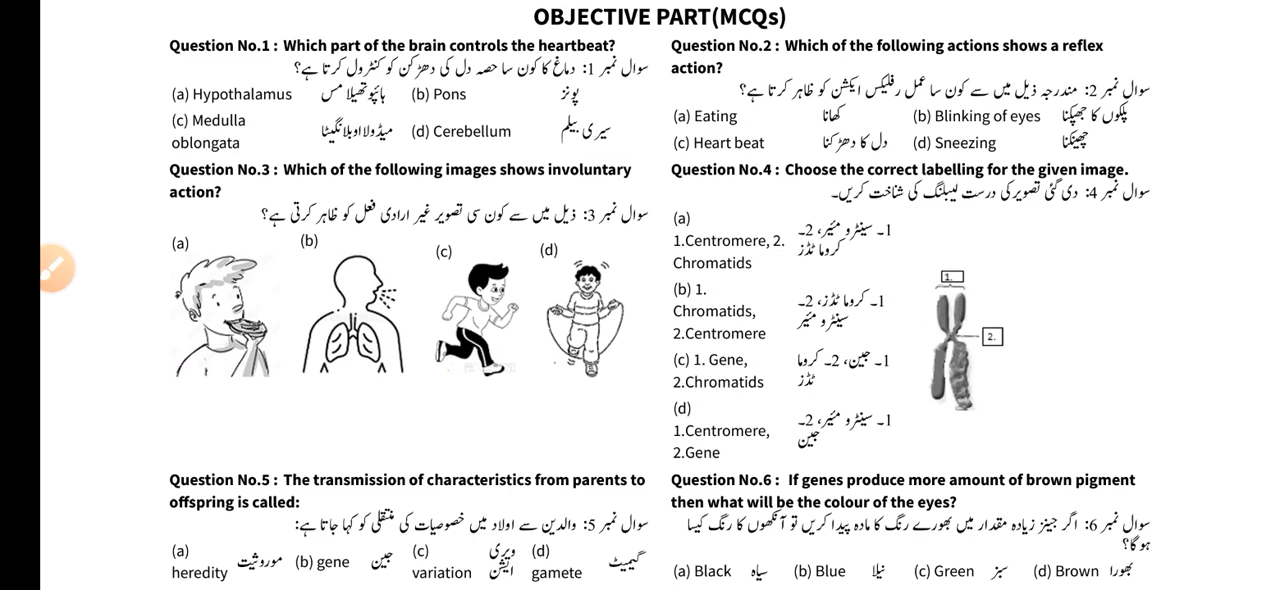 OBJECTIVE PART(MCQs)
Question No.1 : Which part of the brain controls the heartbeat?
سوال نمبر 1: دماغ کا کون سا حصہ دل کی دھڑکن کو کنٹرول کرتا ہے؟
(a) Hypothalamus ہائپوتھیلا مس (b) Pons پونز
(c) Medulla oblongata میڈولا اوبلانگیٹا (d) Cerebellum سیری بیلم
Question No.2 : Which of the following actions shows a reflex
action?
سوال نمبر 2: مندرجہ ذیل میں سے کون سا عمل رفلیکس ایکشن کو ظاہر کرتا ہے؟
(a) Eating کھانا (b) Blinking of eyes پلکوں کا جھپکنا
(c) Heart beat دل کا دھڑکنا (d) Sneezing چھینکنا
Question No.3 : Which of the following images shows involuntary
action?
سوال نمبر 3: ذیل میں سے کون سی تصویر غیر ارادی فعل کو ظاہر کرتی ہے؟
(a) (b) (c) (d)
Question No.4 : Choose the correct labelling for the given image.
سوال نمبر 4: دی گئی تصویر کی درست لیبلنگ کی شناخت کریں۔
(a)
1.Centromere, 2.
Chromatids
1۔ سینٹرو مئیر، 2۔
کروما ٹڈز
(b) 1.
Chromatids,
2.Centromere
1۔ کروما ٹڈز، 2۔
سینٹرو مئیر
(c) 1. Gene,
2.Chromatids
1۔ جین، 2۔ کروما
ٹڈز
(d)
1.Centromere,
2.Gene
1۔ سینٹرو مئیر، 2۔
جین
1.
2.
Question No.5 : The transmission of characteristics from parents to
offspring is called:
سوال نمبر 5: والدین سے اولاد میں خصوصیات کی منتقلی کو کہا جاتا ہے:
(a) heredity موروثیت (b) gene جین (c) variation ویری ایشن (d) gamete گیمیٹ
Question No.6 : If genes produce more amount of brown pigment
then what will be the colour of the eyes?
سوال نمبر 6: اگر جینز زیادہ مقدار میں بھورے رنگ کا مادہ پیدا کریں تو آنکھوں کا رنگ کیسا
ہو گا؟
(a) Black سیاہ (b) Blue نیلا (c) Green سبز (d) Brown بھورا